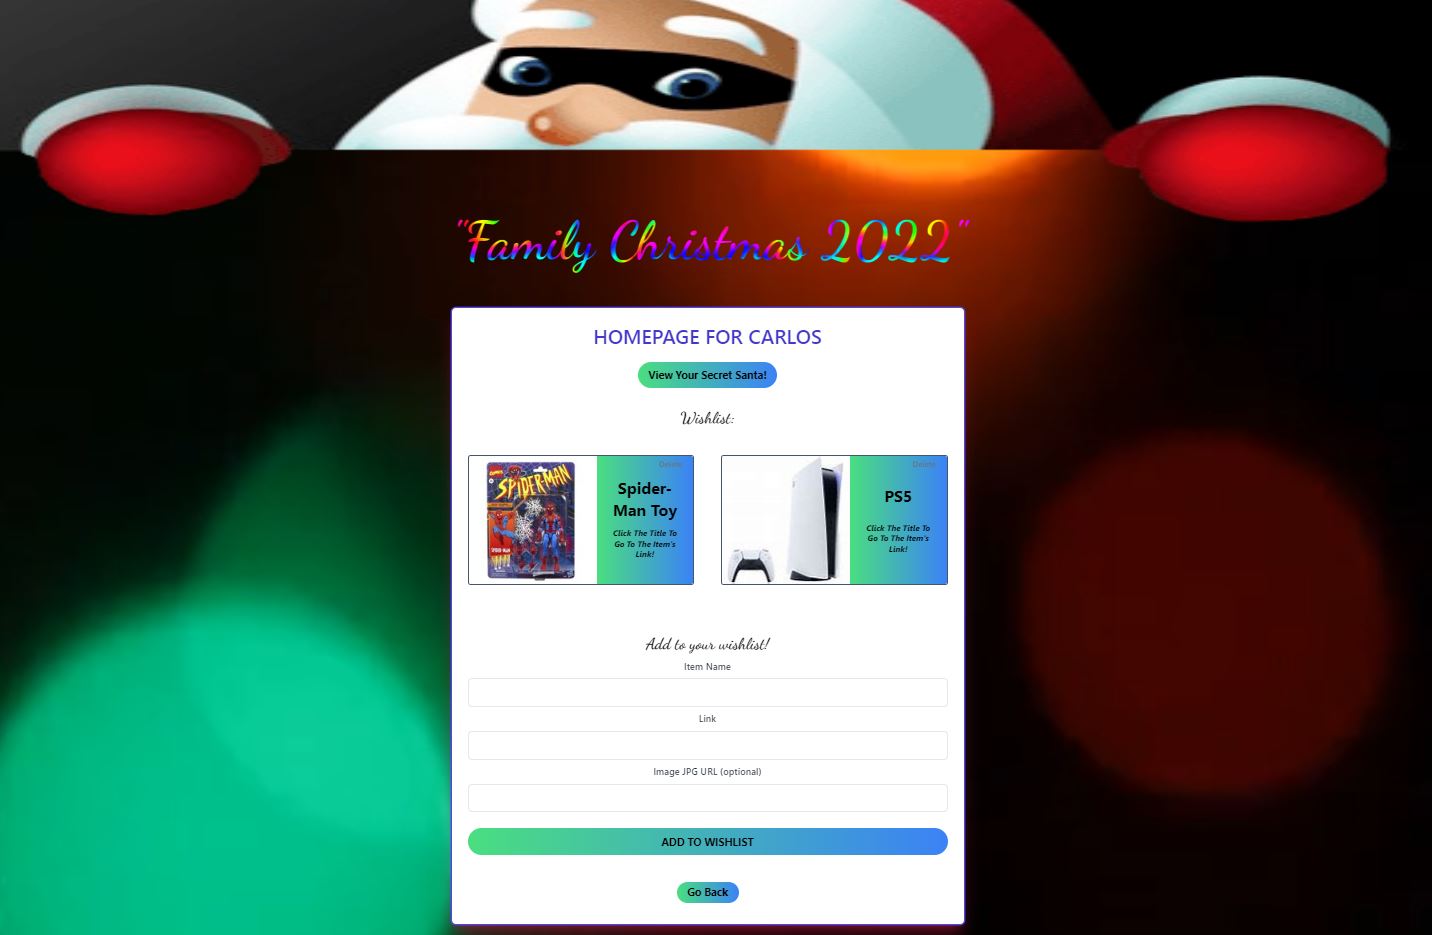 "Family Christmas 2022"
HOMEPAGE FOR CARLOS
View Your Secret Santa!
Wishlist:
SPIDER-MAN
Delete
Spider-
Man Toy
Click The Title To
Go To The Item's
Link!
Delete
PS5
Click The Title To
Go To The Item's
Link!
Add to your wishlist!
Item Name
Link
Image JPG URL (optional)
ADD TO WISHLIST
Go Back